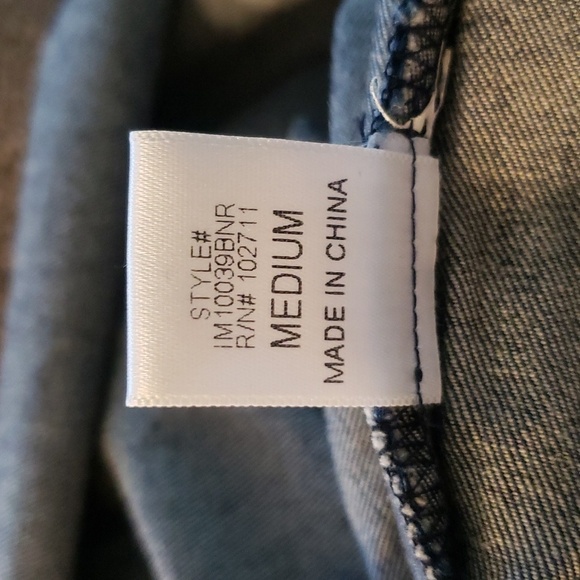 STYLE#
IM10039BNR
R/N# 102711
MEDIUM
MADE IN CHINA